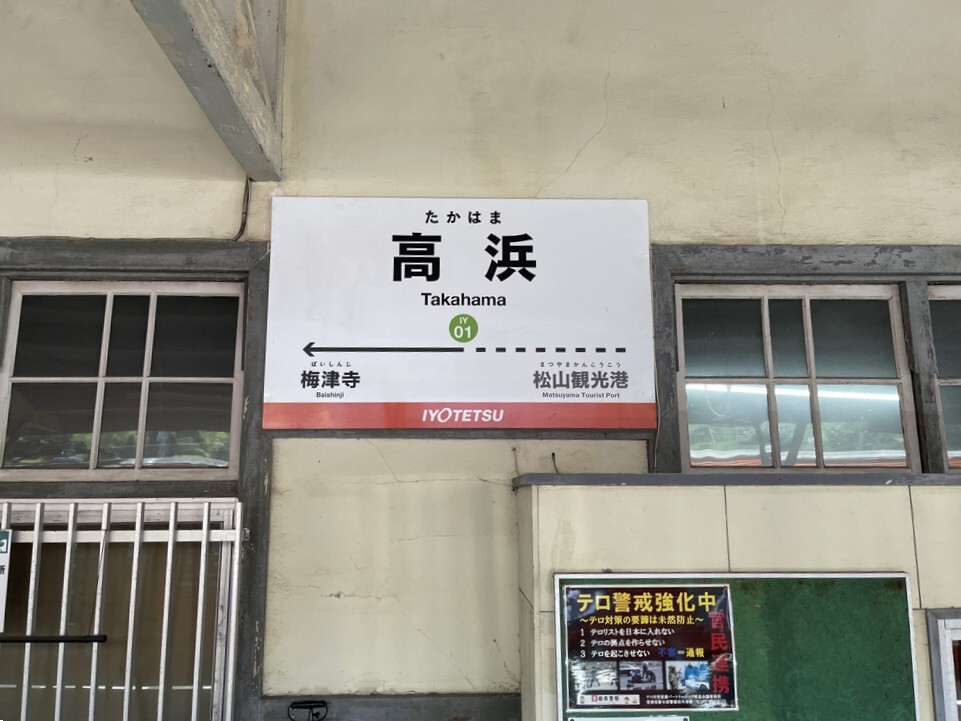 たかはま
高浜
Takahama
IY
01
ばいしんじ
梅津寺
Baishinji
まつやまかんこうこう
松山観光港
Matsuyama Tourist Port
IYOTETSU
所
テロ警戒強化中
～テロ対策の要諦は未然防止～
1 テロリストを日本に入れない
2 テロの拠点を作らせない
3 テロを起こさせない
不審＝通報
官民連携